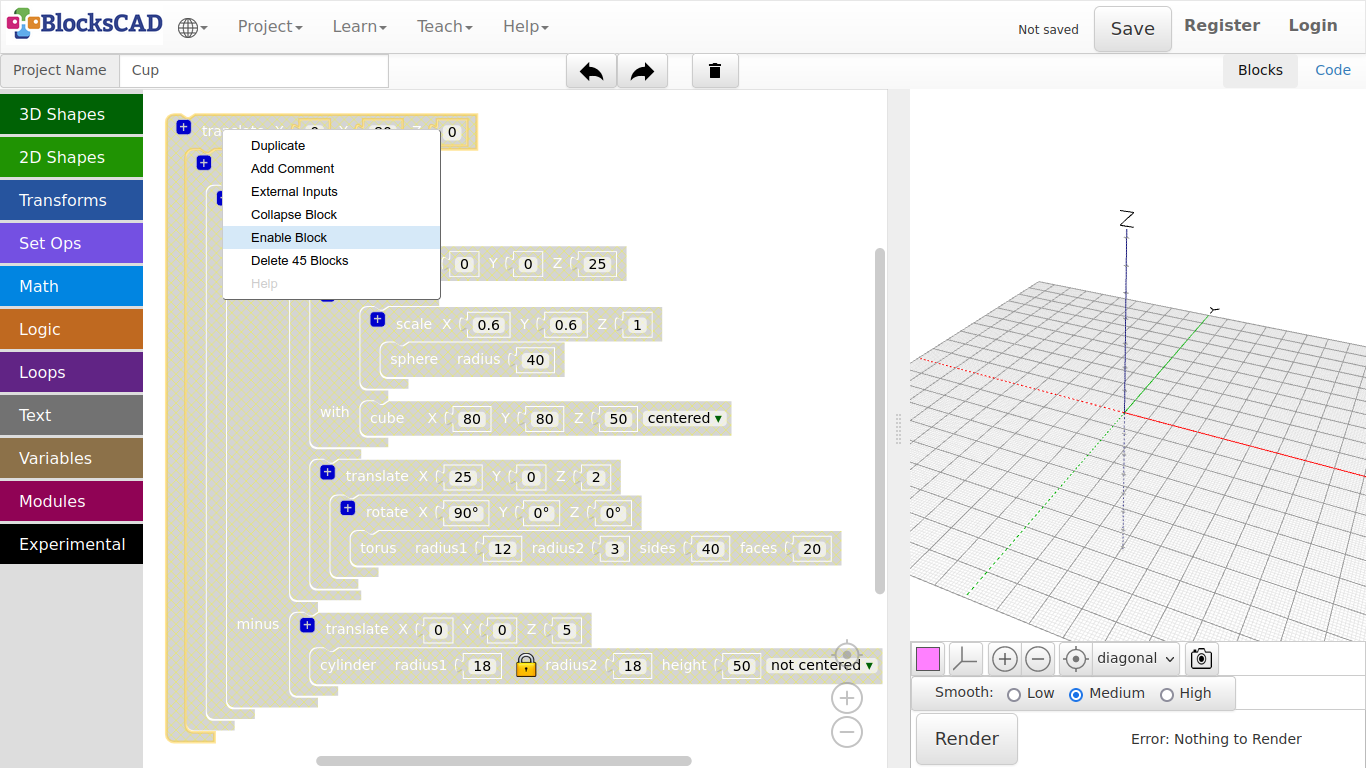 BlocksCAD Project Learn Teach Help Not saved Save Register Login
Project Name Cup Blocks Code
3D Shapes
2D Shapes
Transforms
Set Ops
Math
Logic
Loops
Text
Variables
Modules
Experimental
translate X 0 Y 80 Z 0
Duplicate
Add Comment
External Inputs
Collapse Block
Enable Block
Delete 45 Blocks
Help
0 Y 0 Z 25
scale X 0.6 Y 0.6 Z 1
sphere radius 40
with cube X 80 Y 80 Z 50 centered
translate X 25 Y 0 Z 2
rotate X 90° Y 0° Z 0°
torus radius1 12 radius2 3 sides 40 faces 20
minus translate X 0 Y 0 Z 5
cylinder radius1 18 radius2 18 height 50 not centered
Z
Y
diagonal
Smooth: Low Medium High
Render Error: Nothing to Render